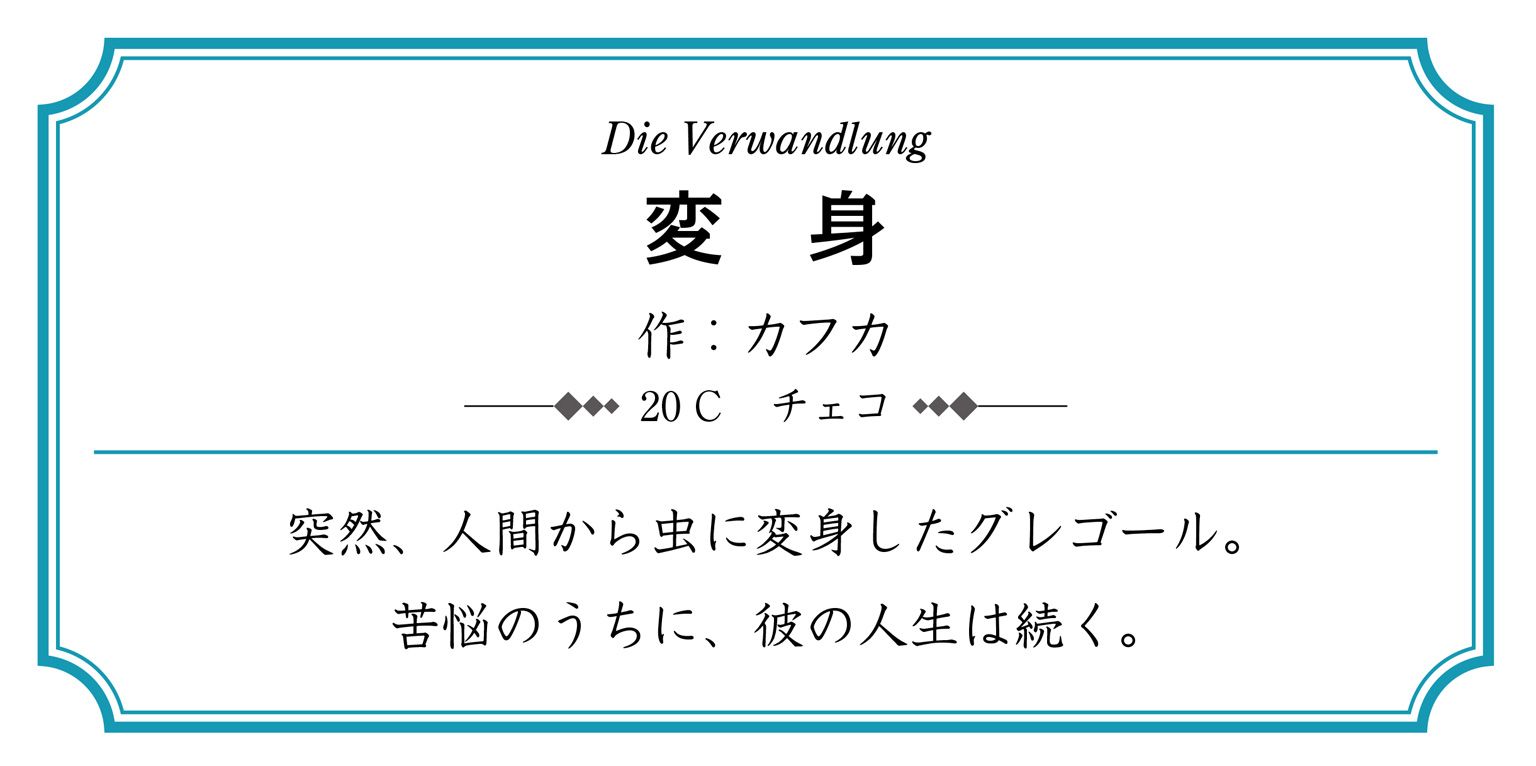 Die Verwandlung
変　身
作：カフカ
20 C　チェコ
突然、人間から虫に変身したグレゴール。
苦悩のうちに、彼の人生は続く。